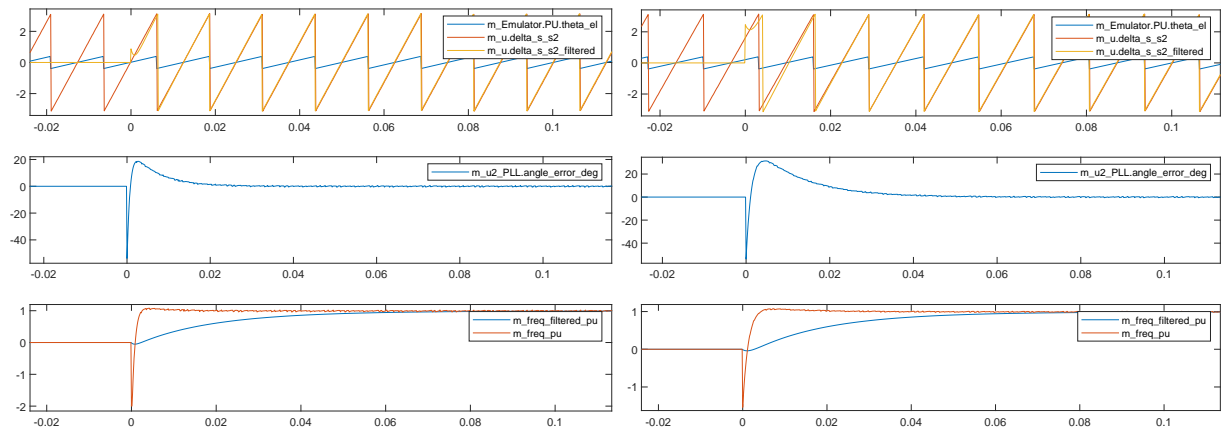 2
0
-2
m_Emulator.PU.theta_el
m_u.delta_s_s2
m_u.delta_s_s2_filtered
-0.02 0 0.02 0.04 0.06 0.08 0.1
2
0
-2
m_Emulator.PU.theta_el
m_u.delta_s_s2
m_u.delta_s_s2_filtered
-0.02 0 0.02 0.04 0.06 0.08 0.1
20
0
-20
-40
m_u2_PLL.angle_error_deg
-0.02 0 0.02 0.04 0.06 0.08 0.1
20
0
-20
-40
m_u2_PLL.angle_error_deg
-0.02 0 0.02 0.04 0.06 0.08 0.1
1
0
-1
-2
m_freq_filtered_pu
m_freq_pu
-0.02 0 0.02 0.04 0.06 0.08 0.1
1
0
-1
m_freq_filtered_pu
m_freq_pu
-0.02 0 0.02 0.04 0.06 0.08 0.1